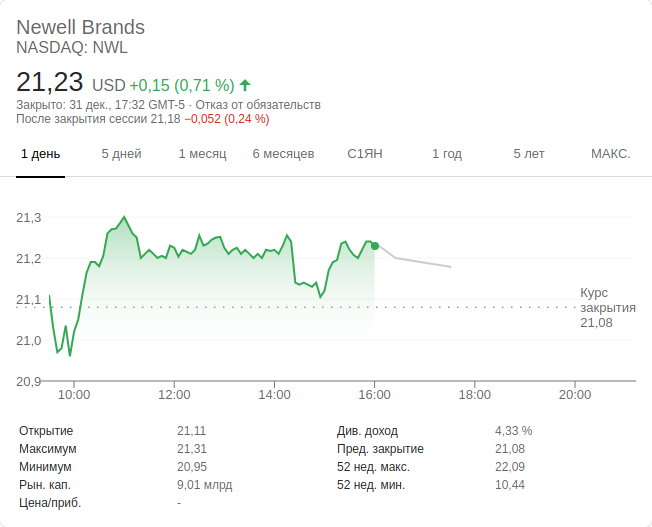 Newell Brands
NASDAQ: NWL
21,23 USD +0,15 (0,71 %)
Закрыто: 31 дек., 17:32 GMT-5 · Отказ от обязательств
После закрытия сессии 21,18 −0,052 (0,24 %)
1 день 5 дней 1 месяц 6 месяцев С1ЯН 1 год 5 лет МАКС.
21,3
21,2
21,1
21,0
20,9
Курс
закрытия
21,08
10:00 12:00 14:00 16:00 18:00 20:00
Открытие 21,11 Див. доход 4,33 %
Максимум 21,31 Пред. закрытие 21,08
Минимум 20,95 52 нед. макс. 22,09
Рын. кап. 9,01 млрд 52 нед. мин. 10,44
Цена/приб. -